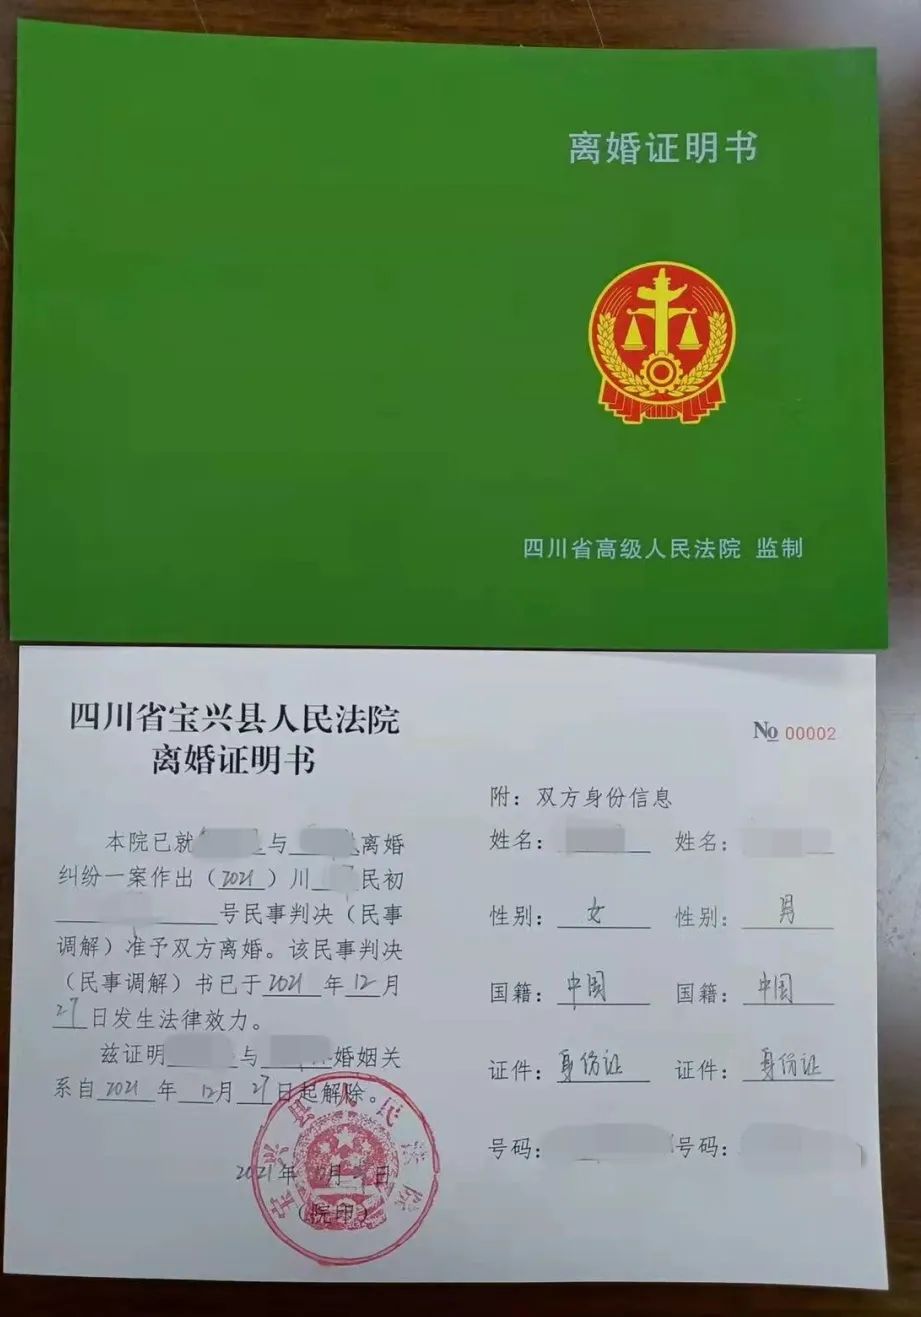 离婚证明书
四川省高级人民法院 监制
四川省宝兴县人民法院
离婚证明书
本院已就 与 离婚
纠纷一案作出（2021）川 民初
号民事判决（民事
调解）准予双方离婚。该民事判决
（民事调解）书已于2021年12月
27日发生法律效力。
兹证明 与 婚姻关
系自2021年12月27日起解除。
2021年 月 日
（院印）
宝兴县人民法院
No 00002
附：双方身份信息
姓名： 姓名：
性别：女 性别：男
国籍：中国 国籍：中国
证件：身份证 证件：身份证
号码： 号码：